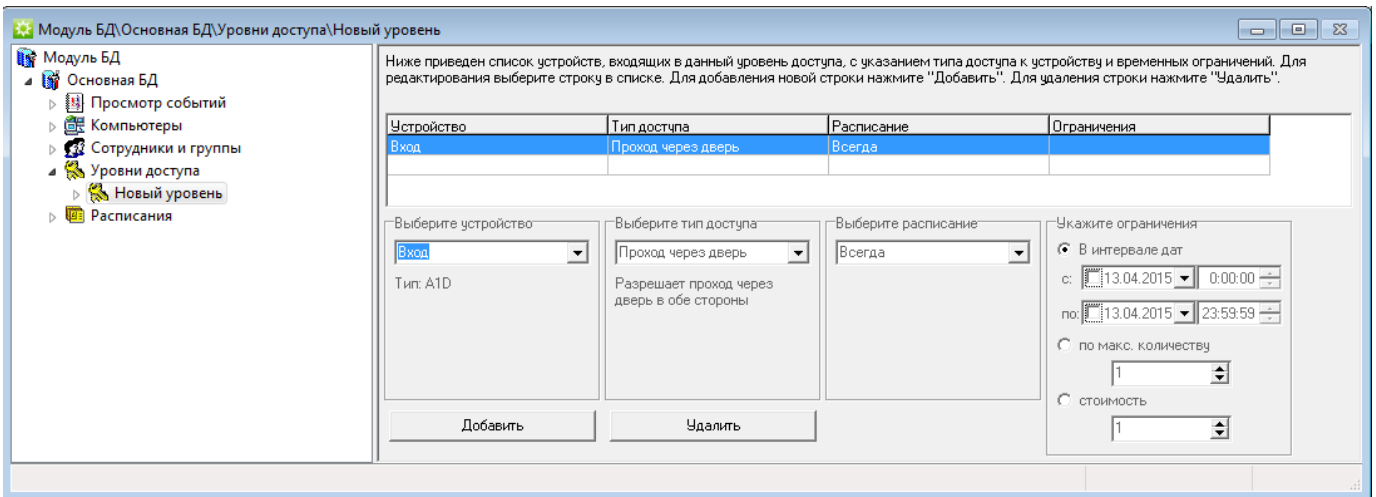 Модуль БД\Основная БД\Уровни доступа\Новый уровень
Модуль БД
Основная БД
Просмотр событий
Компьютеры
Сотрудники и группы
Уровни доступа
Новый уровень
Расписания
Ниже приведен список устройств, входящих в данный уровень доступа, с указанием типа доступа к устройству и временных ограничений. Для
редактирования выберите строку в списке. Для добавления новой строки нажмите "Добавить". Для удаления строки нажмите "Удалить".
Устройство Тип доступа Расписание Ограничения
Вход Проход через дверь Всегда
Выберите устройство
Вход
Тип: A1D
Выберите тип доступа
Проход через дверь
Разрешает проход через
дверь в обе стороны
Выберите расписание
Всегда
Укажите ограничения
В интервале дат
с: 13.04.2015 0:00:00
по: 13.04.2015 23:59:59
по макс. количеству
1
стоимость
1
Добавить
Удалить